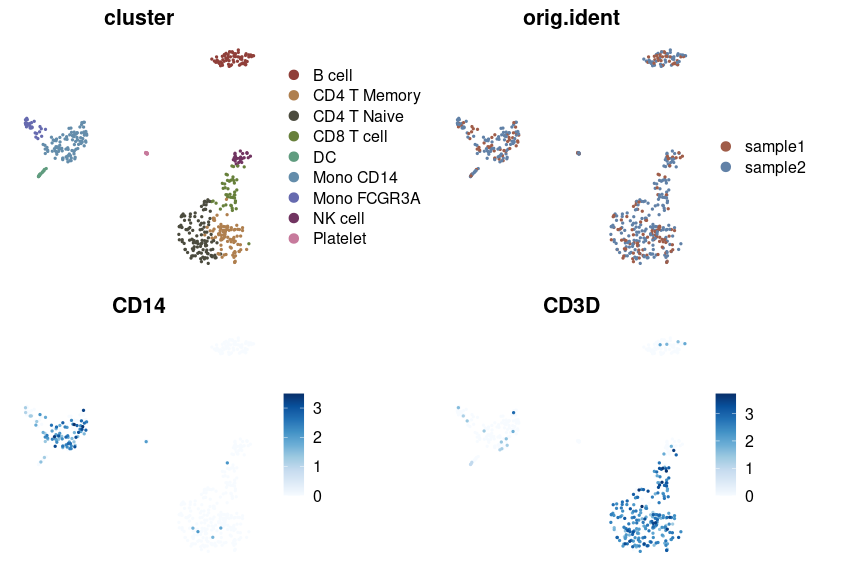 cluster
B cell
CD4 T Memory
CD4 T Naive
CD8 T cell
DC
Mono CD14
Mono FCGR3A
NK cell
Platelet
orig.ident
sample1
sample2
CD14
3
2
1
0
CD3D
3
2
1
0